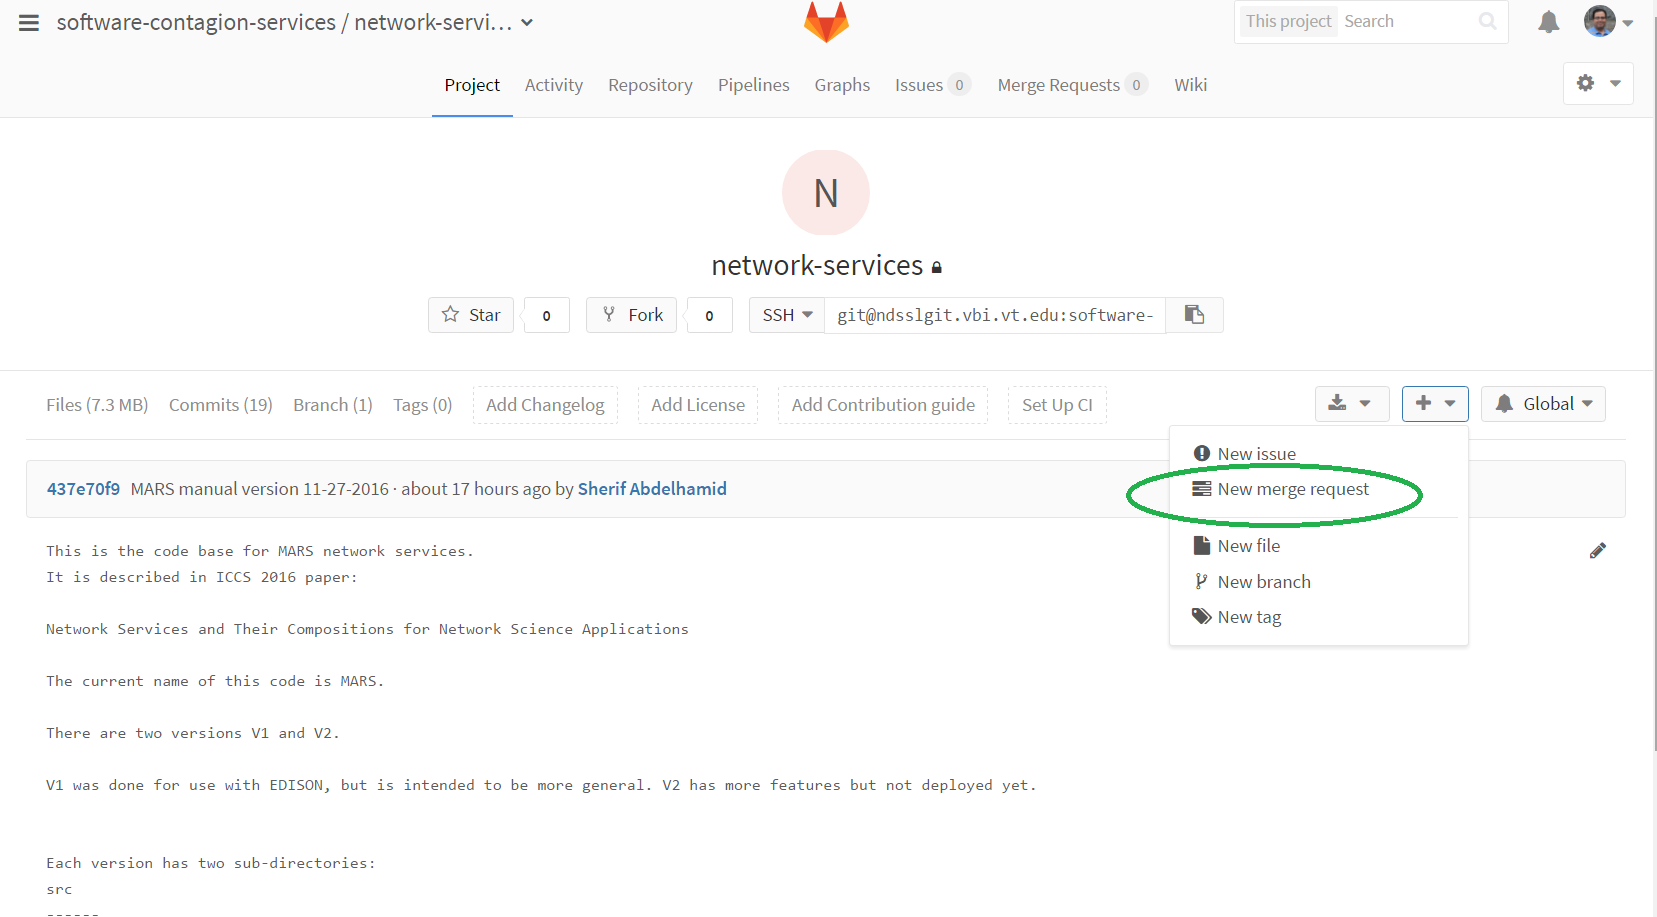 software-contagion-services / network-servi...
This project Search
Project Activity Repository Pipelines Graphs Issues 0 Merge Requests 0 Wiki
N
network-services
Star 0 Fork 0 SSH git@ndsslgit.vbi.vt.edu:software-
Files (7.3 MB) Commits (19) Branch (1) Tags (0) Add Changelog Add License Add Contribution guide Set Up CI Global
New issue
New merge request
New file
New branch
New tag
437e70f9 MARS manual version 11-27-2016 · about 17 hours ago by Sherif Abdelhamid
This is the code base for MARS network services.
It is described in ICCS 2016 paper:
Network Services and Their Compositions for Network Science Applications
The current name of this code is MARS.
There are two versions V1 and V2.
V1 was done for use with EDISON, but is intended to be more general. V2 has more features but not deployed yet.
Each version has two sub-directories:
src
------